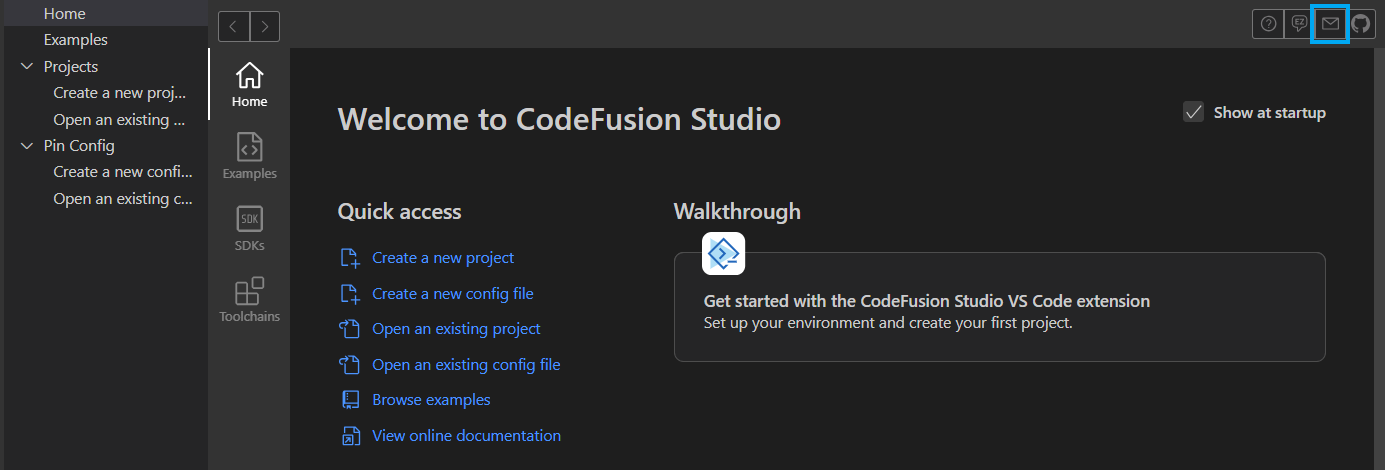 Home
Examples
Projects
Create a new proj...
Open an existing ...
Pin Config
Create a new confi...
Open an existing c...
Home
Examples
SDK
SDKs
Toolchains
EZ
Welcome to CodeFusion Studio
Show at startup
Quick access
Create a new project
Create a new config file
Open an existing project
Open an existing config file
Browse examples
View online documentation
Walkthrough
Get started with the CodeFusion Studio VS Code extension
Set up your environment and create your first project.